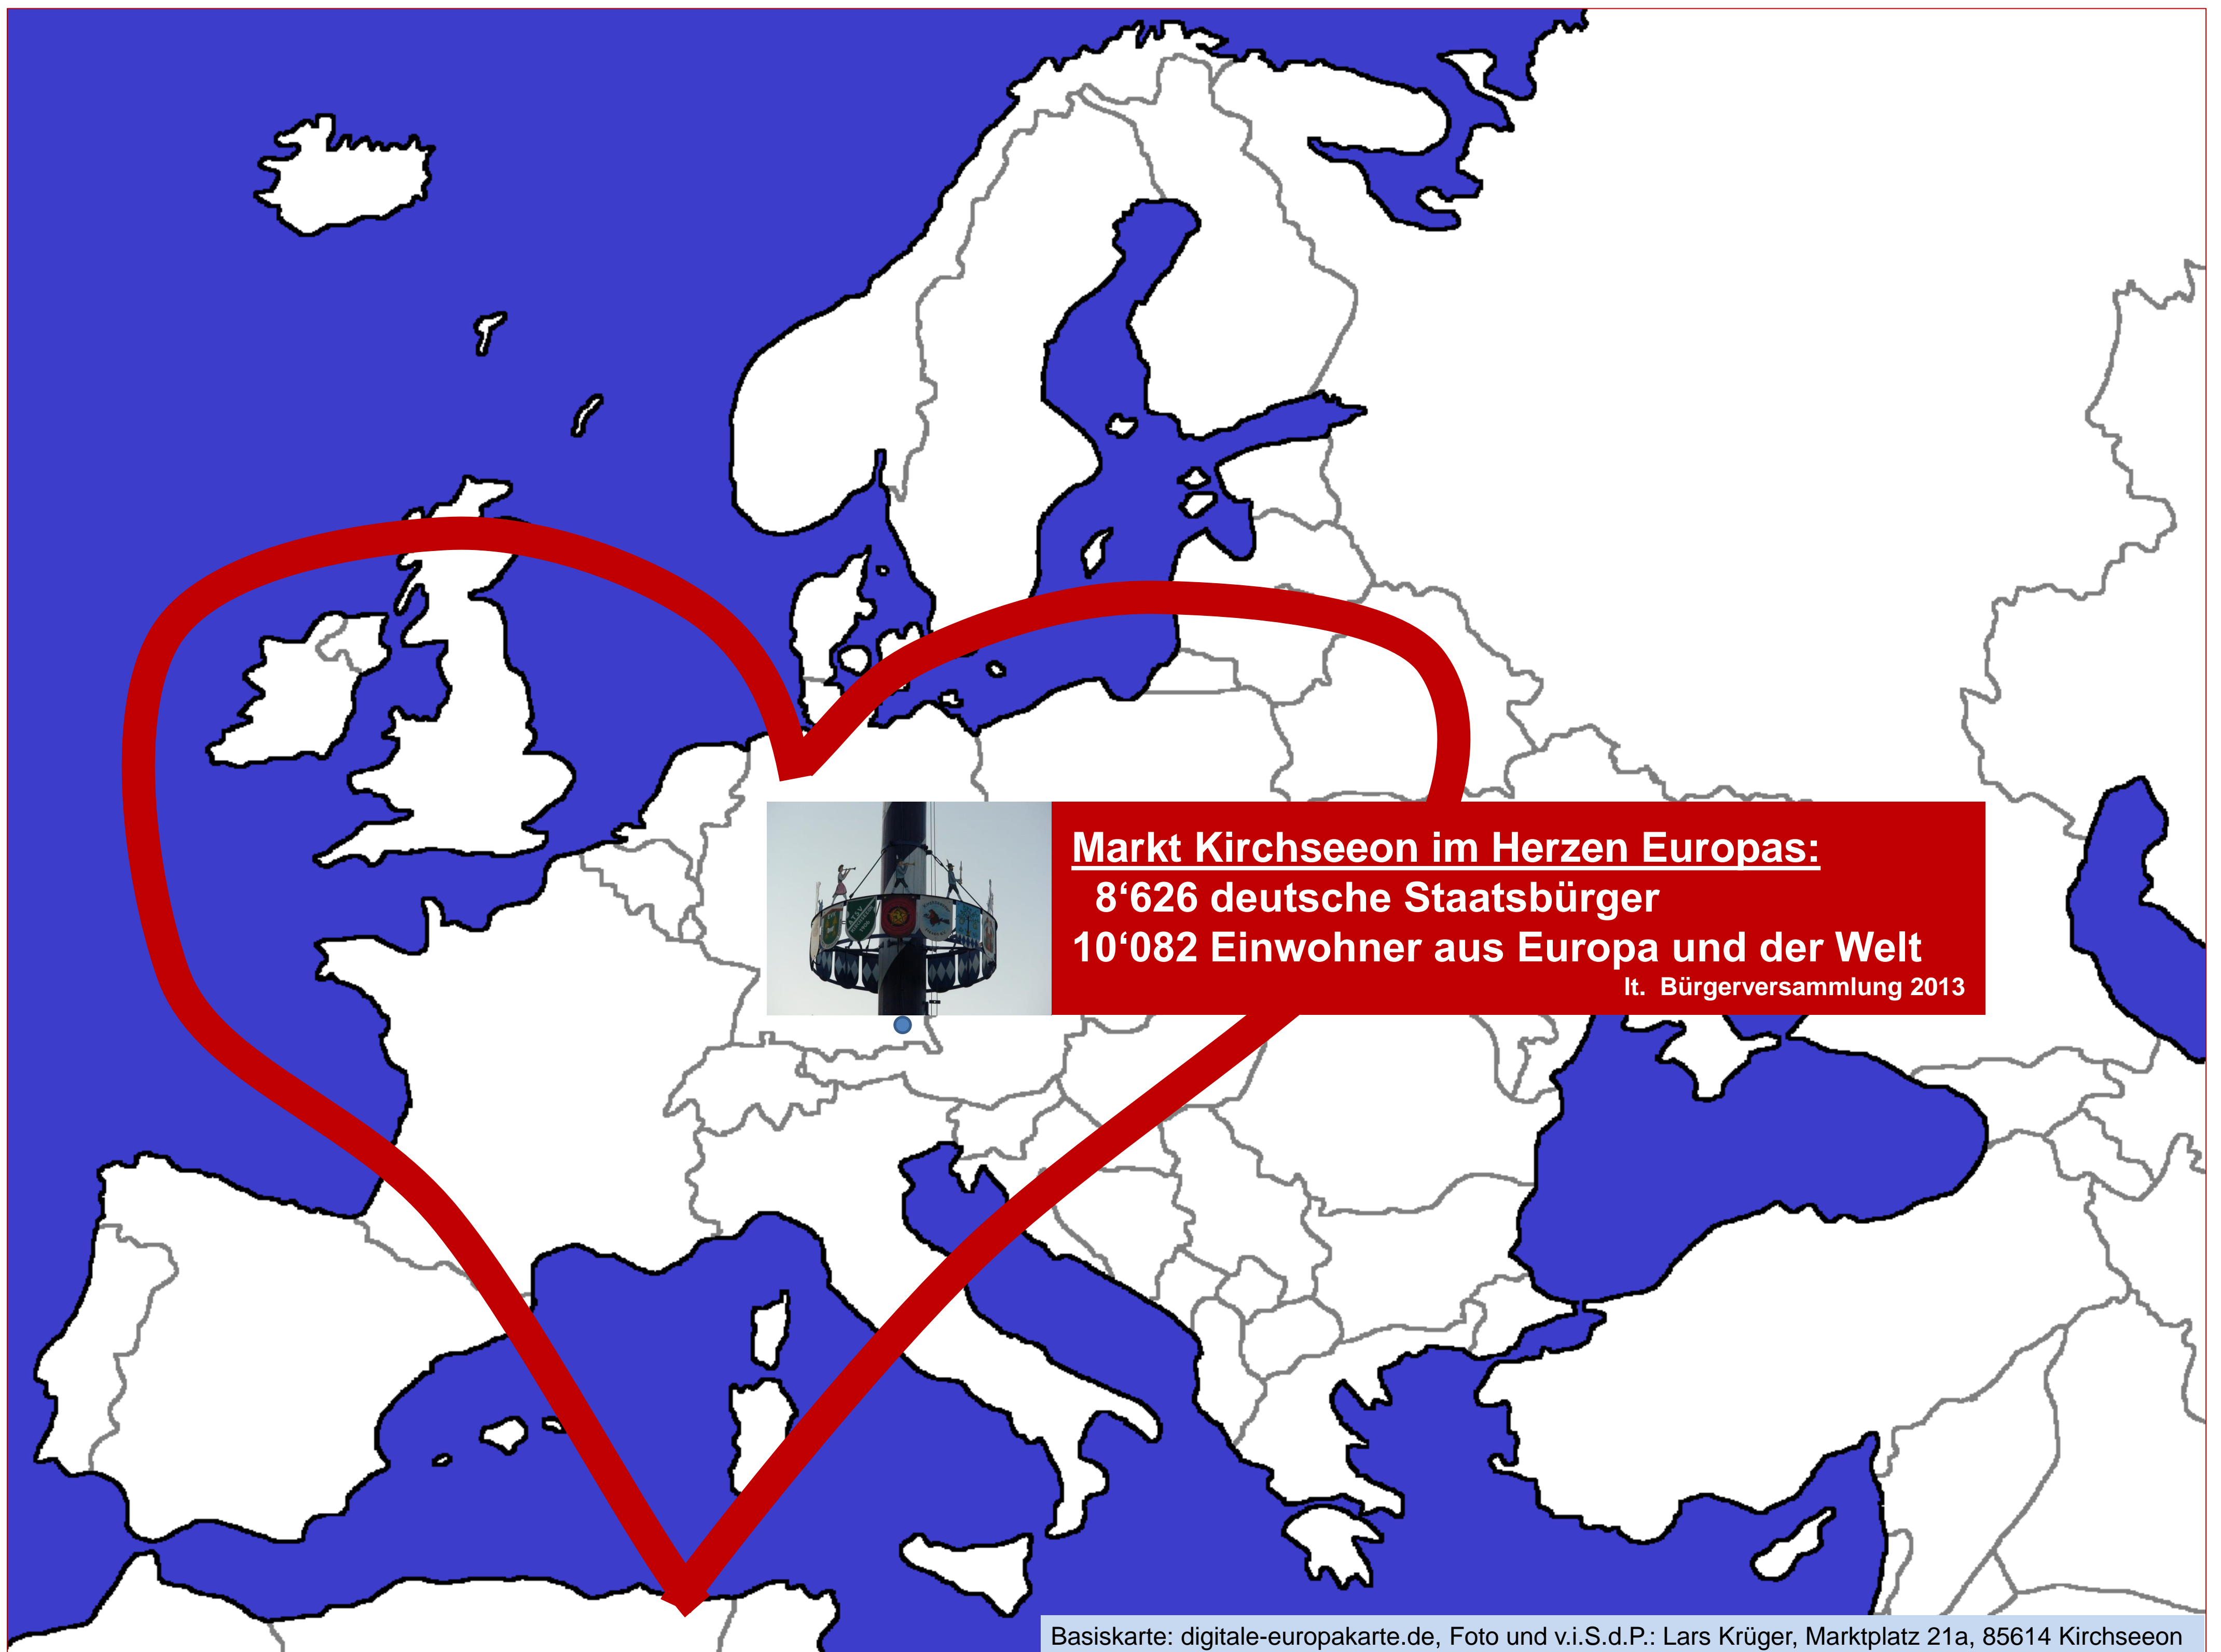 Markt Kirchseeon im Herzen Europas:
8‘626 deutsche Staatsbürger
10‘082 Einwohner aus Europa und der Welt
lt. Bürgerversammlung 2013
Basiskarte: digitale-europakarte.de, Foto und v.i.S.d.P.: Lars Krüger, Marktplatz 21a, 85614 Kirchseeon